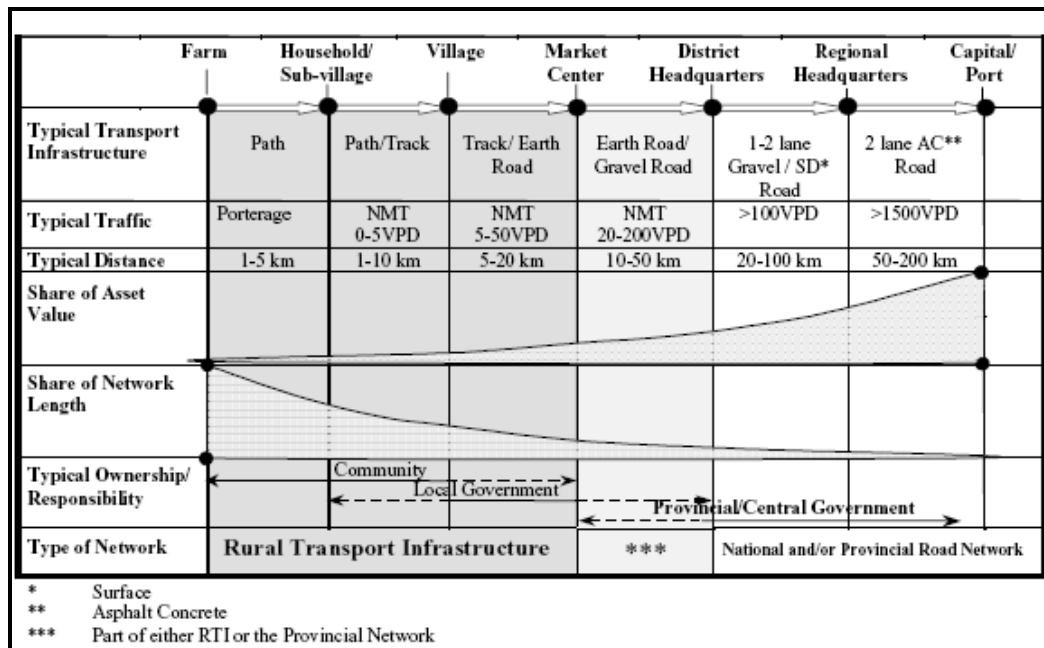 Farm Household/ Village Market District Regional Capital/
Sub-village Center Headquarters Headquarters Port
Typical Transport Path Path/Track Track/ Earth Earth Road/ 1-2 lane 2 lane AC**
Infrastructure Road Gravel Road Gravel / SD* Road
Road
Typical Traffic Porterage NMT NMT NMT >100VPD >1500VPD
0-5VPD 5-50VPD 20-200VPD
Typical Distance 1-5 km 1-10 km 5-20 km 10-50 km 20-100 km 50-200 km
Share of Asset
Value
Share of Network
Length
Typical Ownership/ Community
Responsibility Local Government
Provincial/Central Government
Type of Network Rural Transport Infrastructure *** National and/or Provincial Road Network
* Surface
** Asphalt Concrete
*** Part of either RTI or the Provincial Network